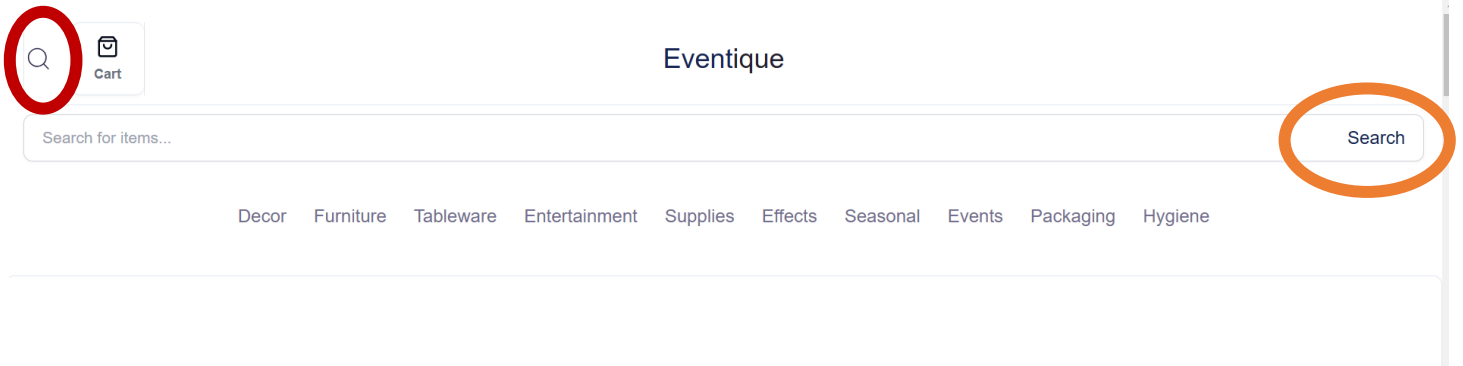 Cart
Eventique
Search for items... Search
Decor Furniture Tableware Entertainment Supplies Effects Seasonal Events Packaging Hygiene